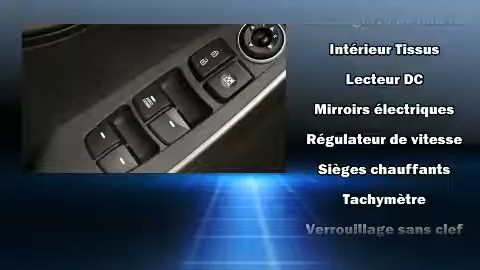 Intérieur Tissus
Lecteur DC
Mirroirs électriques
Régulateur de vitesse
Sièges chauffants
Tachymètre
Verrouillage sans clef